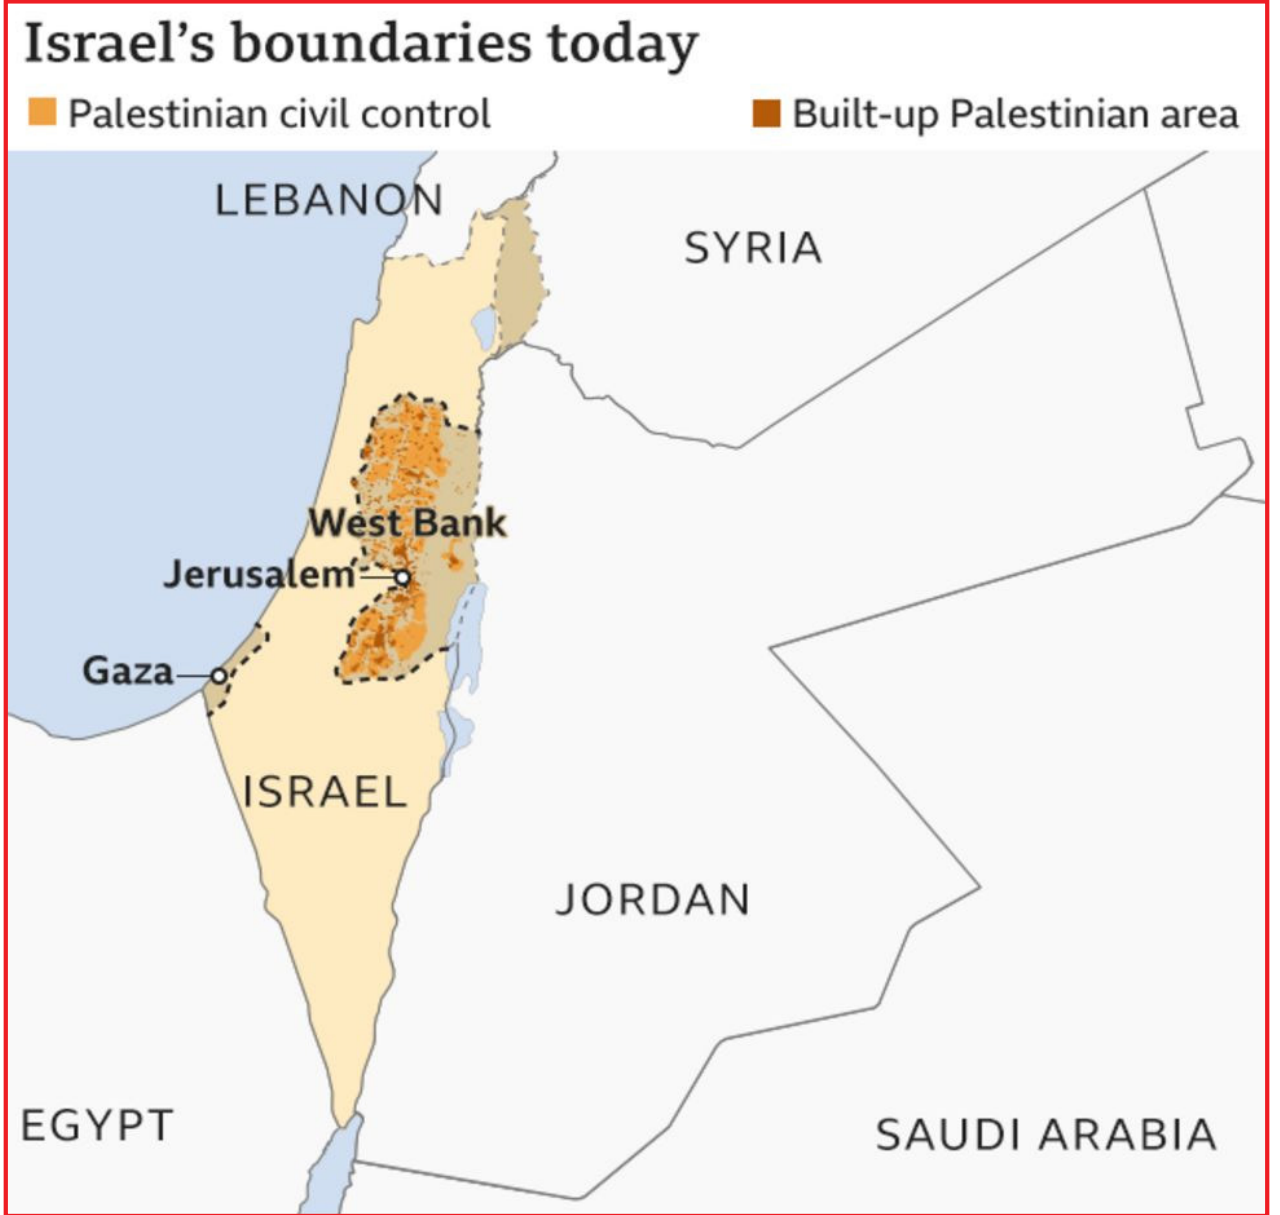 Israel's boundaries today
Palestinian civil control
Built-up Palestinian area
LEBANON
SYRIA
West Bank
Jerusalem
Gaza
ISRAEL
JORDAN
EGYPT
SAUDI ARABIA